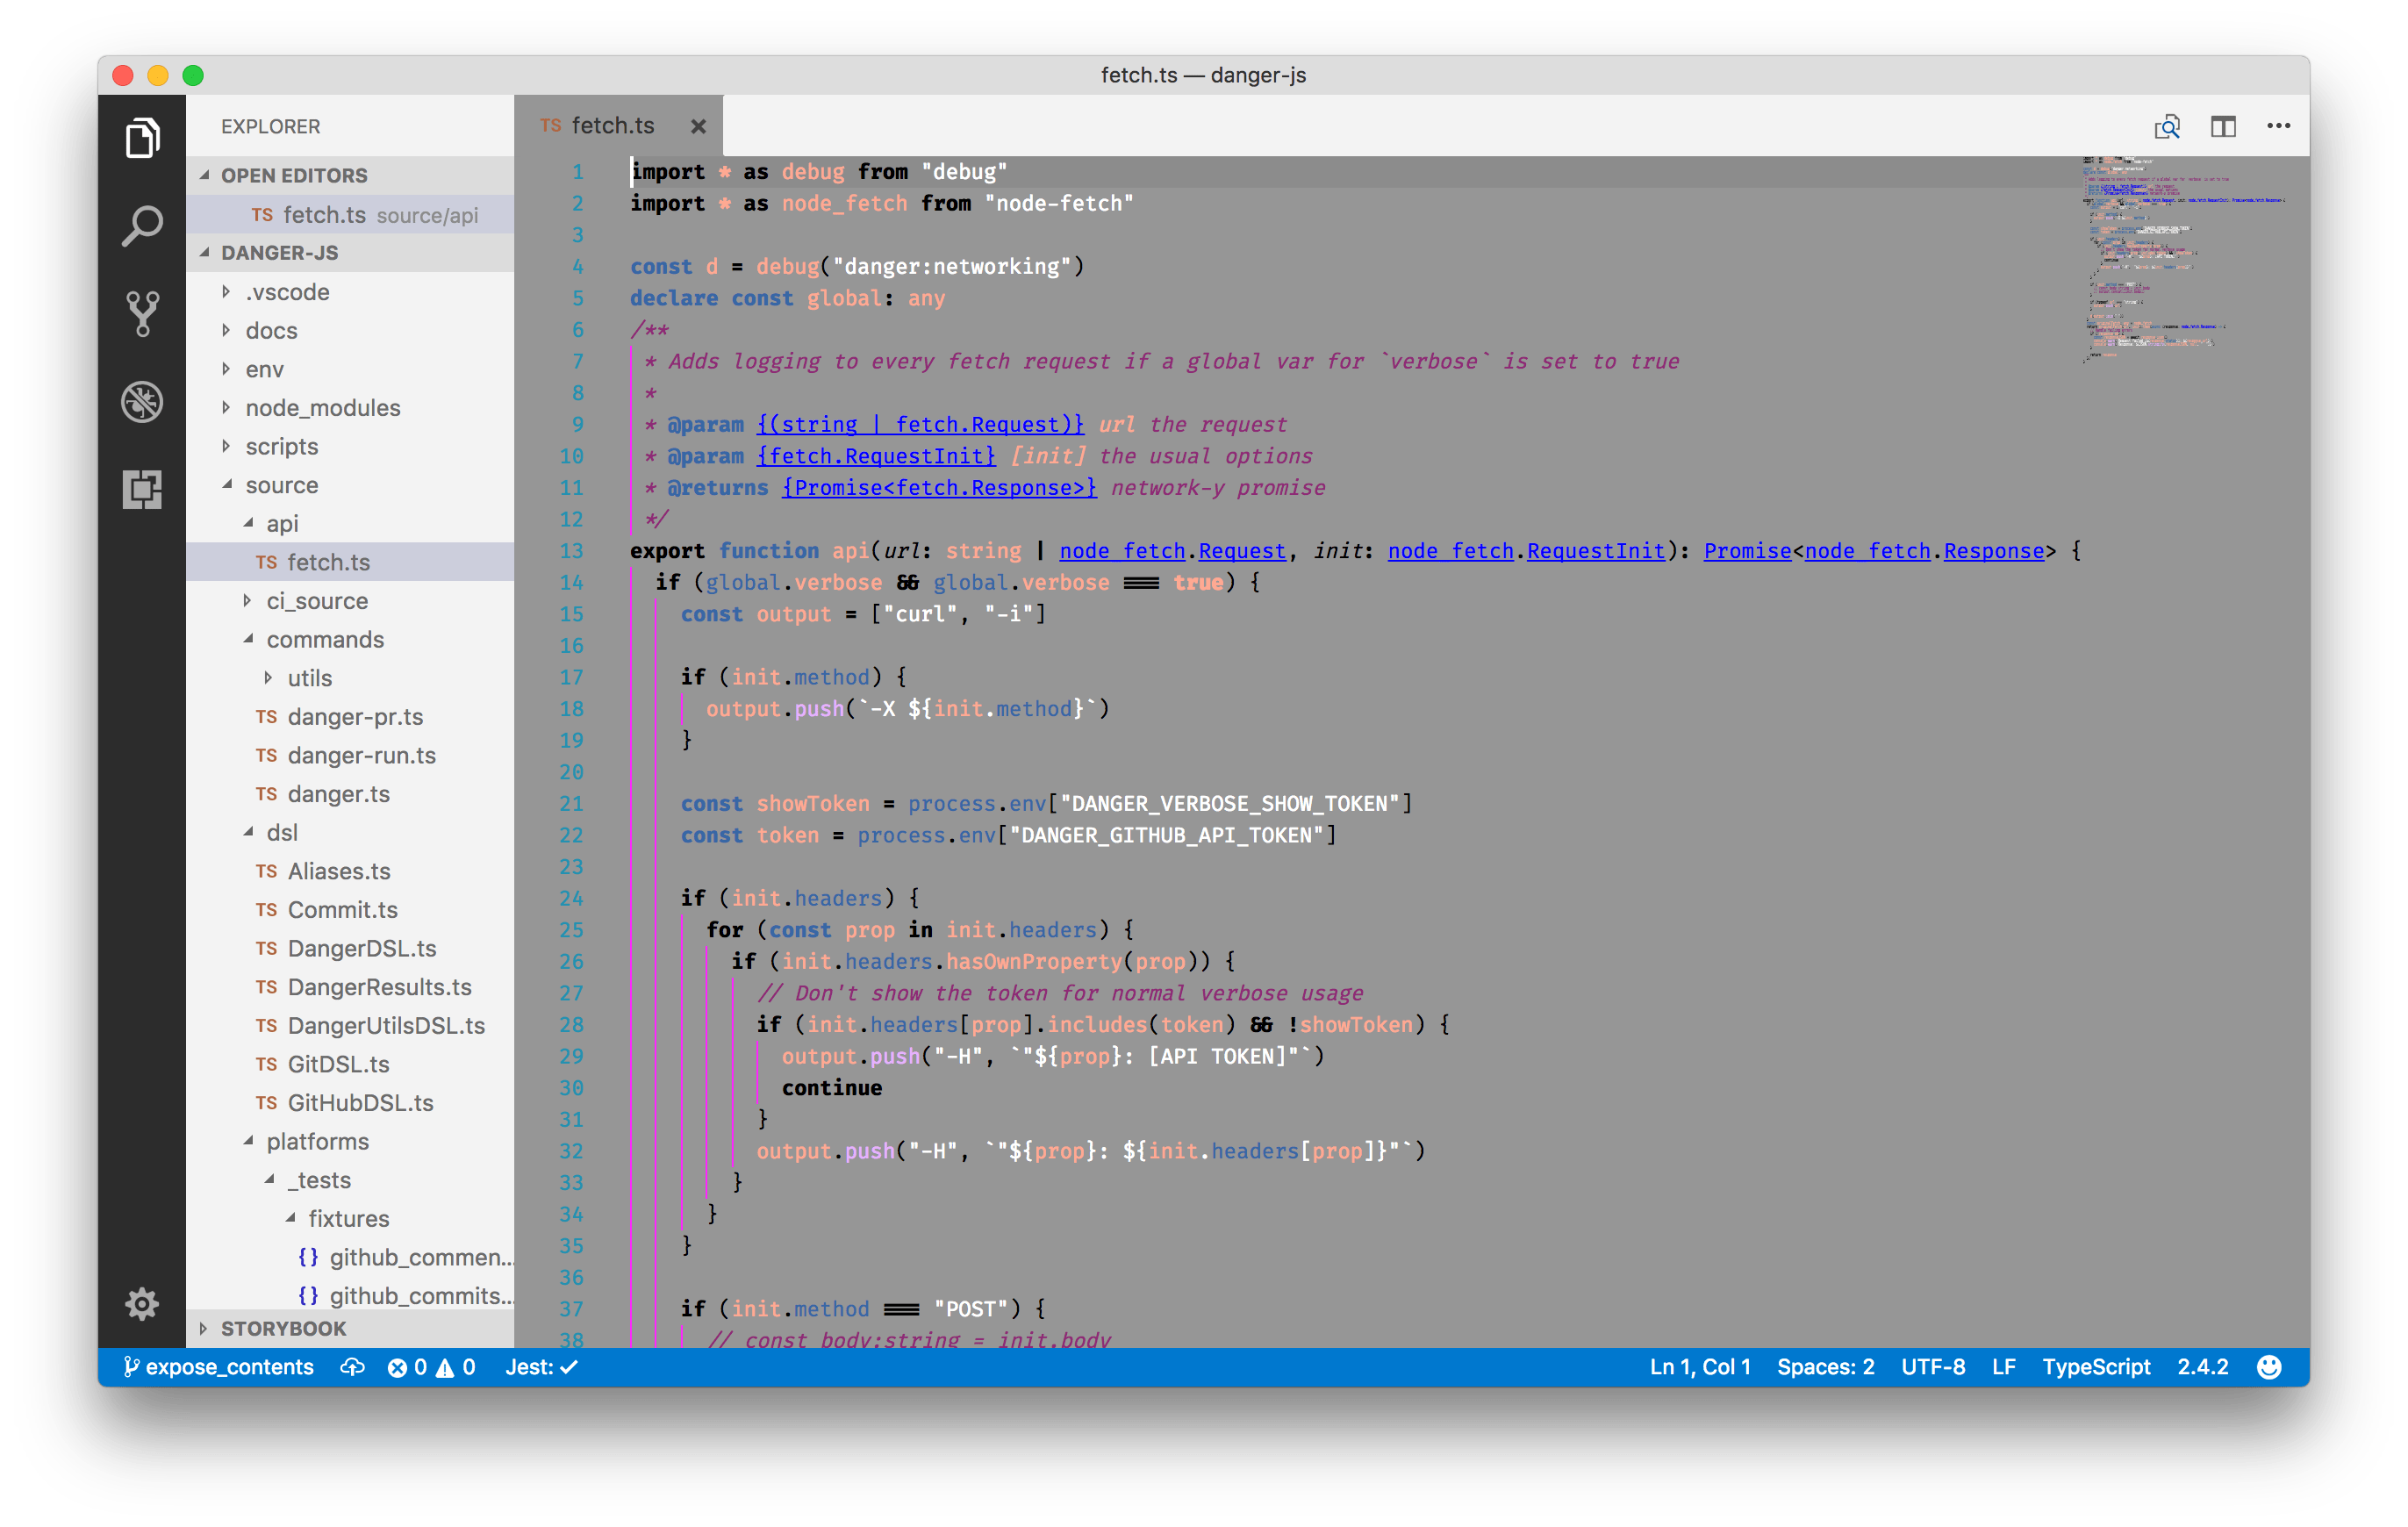 fetch.ts — danger-js
EXPLORER
OPEN EDITORS
TS fetch.ts source/api
DANGER-JS
.vscode
docs
env
node_modules
scripts
source
api
TS fetch.ts
ci_source
commands
utils
TS danger-pr.ts
TS danger-run.ts
TS danger.ts
dsl
TS Aliases.ts
TS Commit.ts
TS DangerDSL.ts
TS DangerResults.ts
TS DangerUtilsDSL.ts
TS GitDSL.ts
TS GitHubDSL.ts
platforms
_tests
fixtures
{} github_commen...
{} github_commits...
STORYBOOK
TS fetch.ts ×
1 import * as debug from "debug"
2 import * as node_fetch from "node-fetch"
3
4 const d = debug("danger:networking")
5 declare const global: any
6 /**
7 * Adds logging to every fetch request if a global var for `verbose` is set to true
8 *
9 * @param {(string | fetch.Request)} url the request
10 * @param {fetch.RequestInit} [init] the usual options
11 * @returns {Promise<fetch.Response>} network-y promise
12 */
13 export function api(url: string | node_fetch.Request, init: node_fetch.RequestInit): Promise<node_fetch.Response> {
14 if (global.verbose && global.verbose === true) {
15 const output = ["curl", "-i"]
16
17 if (init.method) {
18 output.push(`-X ${init.method}`)
19 }
20
21 const showToken = process.env["DANGER_VERBOSE_SHOW_TOKEN"]
22 const token = process.env["DANGER_GITHUB_API_TOKEN"]
23
24 if (init.headers) {
25 for (const prop in init.headers) {
26 if (init.headers.hasOwnProperty(prop)) {
27 // Don't show the token for normal verbose usage
28 if (init.headers[prop].includes(token) && !showToken) {
29 output.push("-H", `"${prop}: [API TOKEN]"`)
30 continue
31 }
32 output.push("-H", `"${prop}: ${init.headers[prop]}"`)
33 }
34 }
35 }
36
37 if (init.method === "POST") {
38 // const body:string = init.body
expose_contents 0 0 Jest: ✓ Ln 1, Col 1 Spaces: 2 UTF-8 LF TypeScript 2.4.2